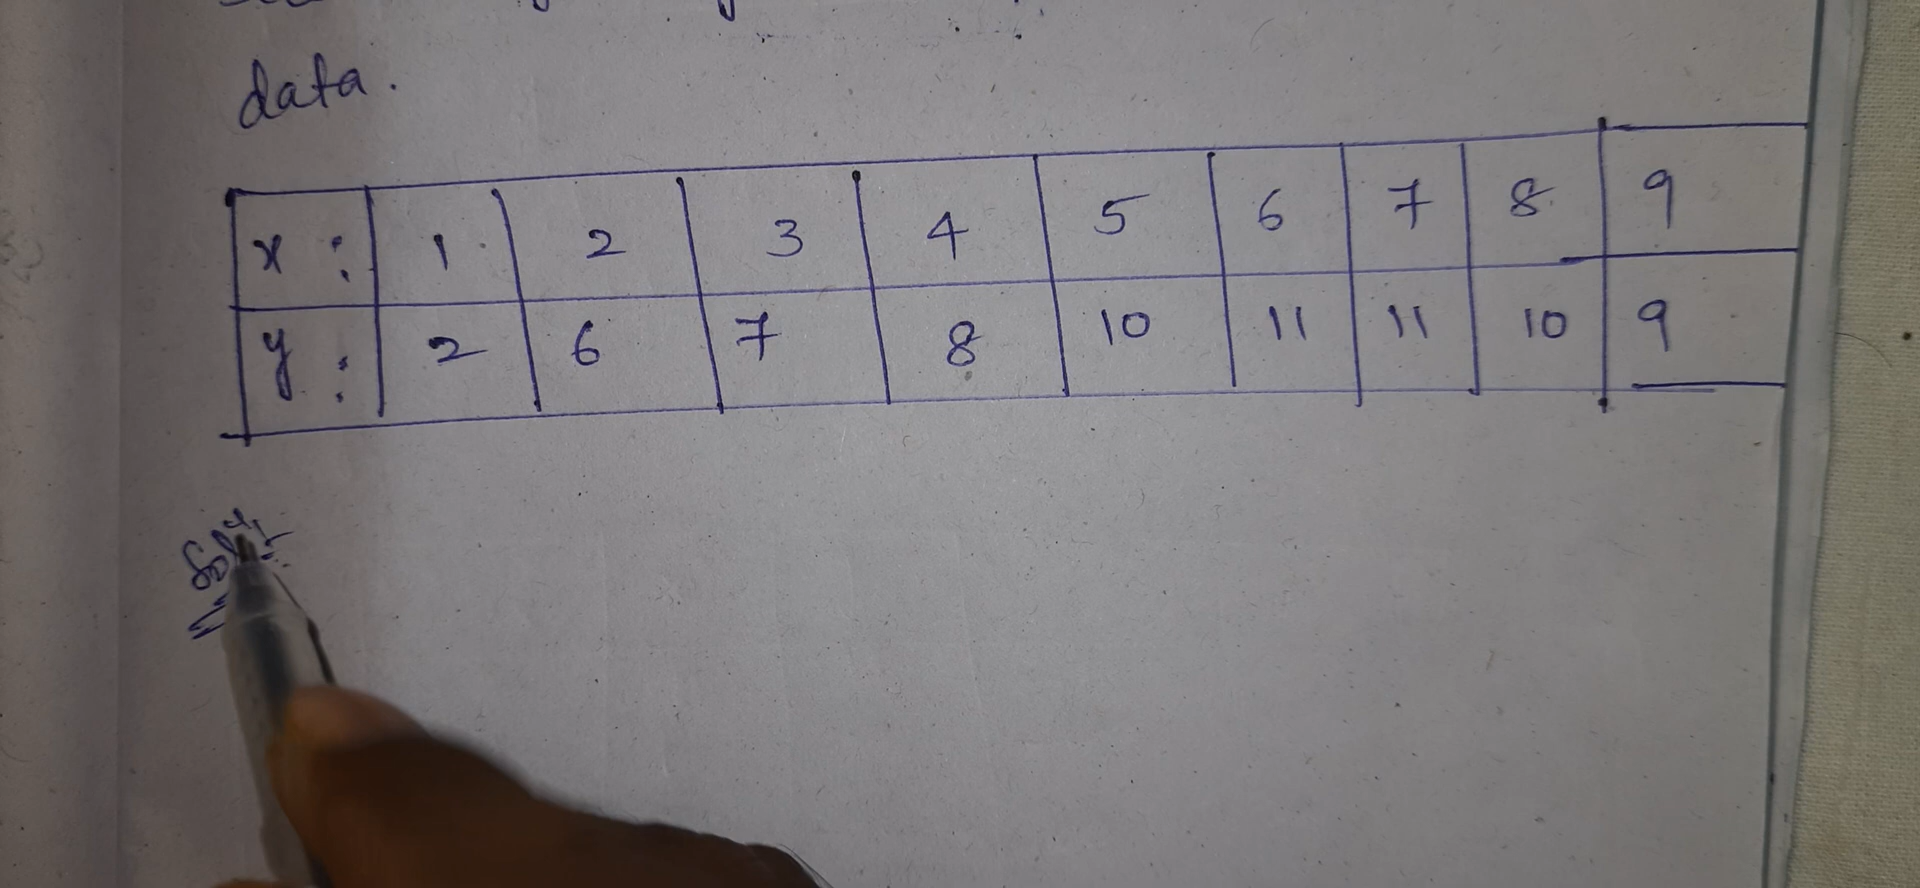 data.
x : 1 2 3 4 5 6 7 8 9
y : 2 6 7 8 10 11 11 10 9